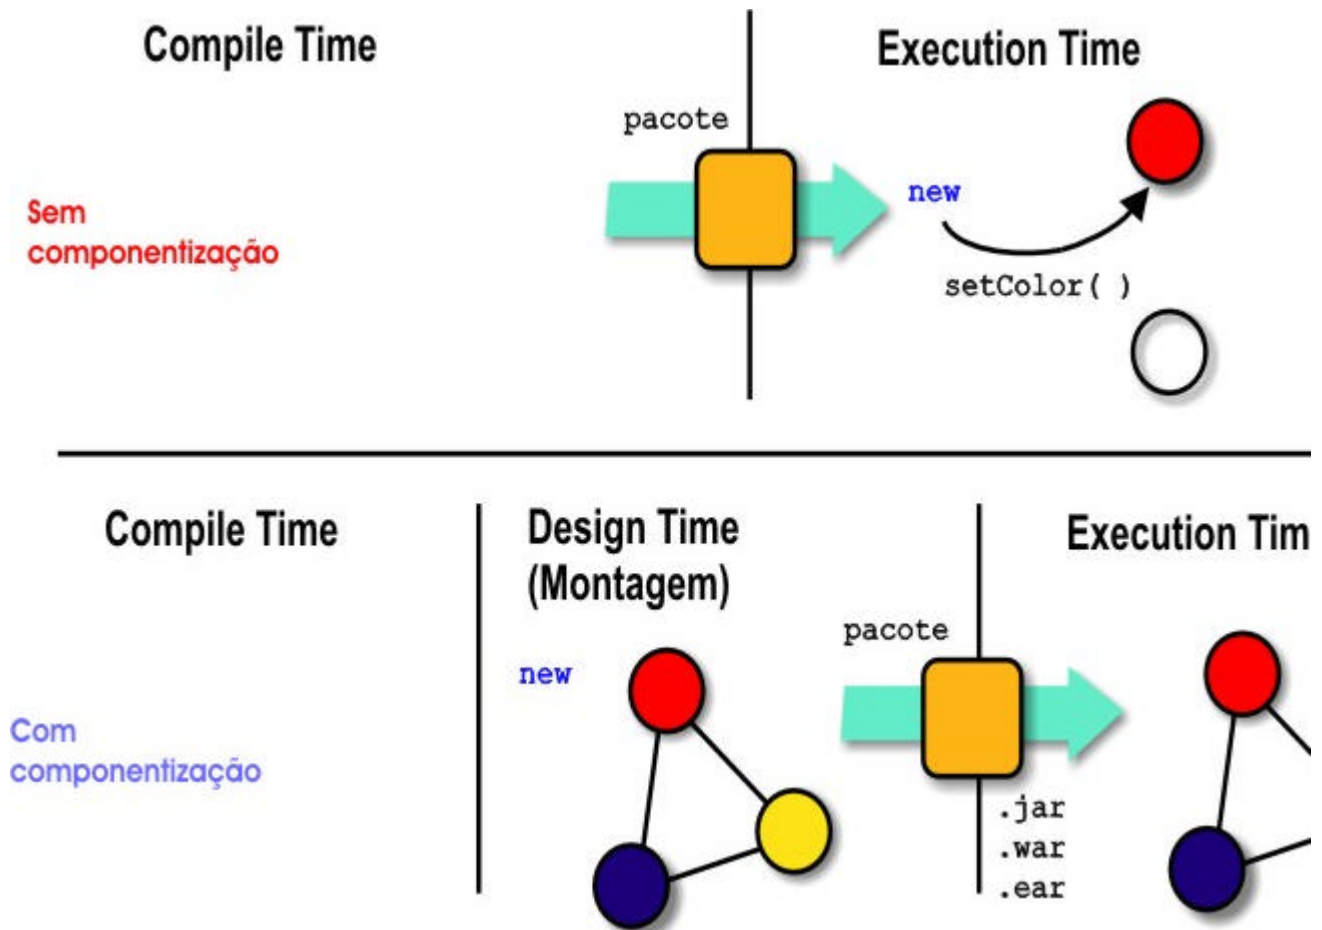 Compile Time
Execution Time
pacote
Sem
componentização
new
setColor( )
Compile Time
Design Time
(Montagem)
Execution Tim
pacote
new
Com
componentização
.jar
.war
.ear